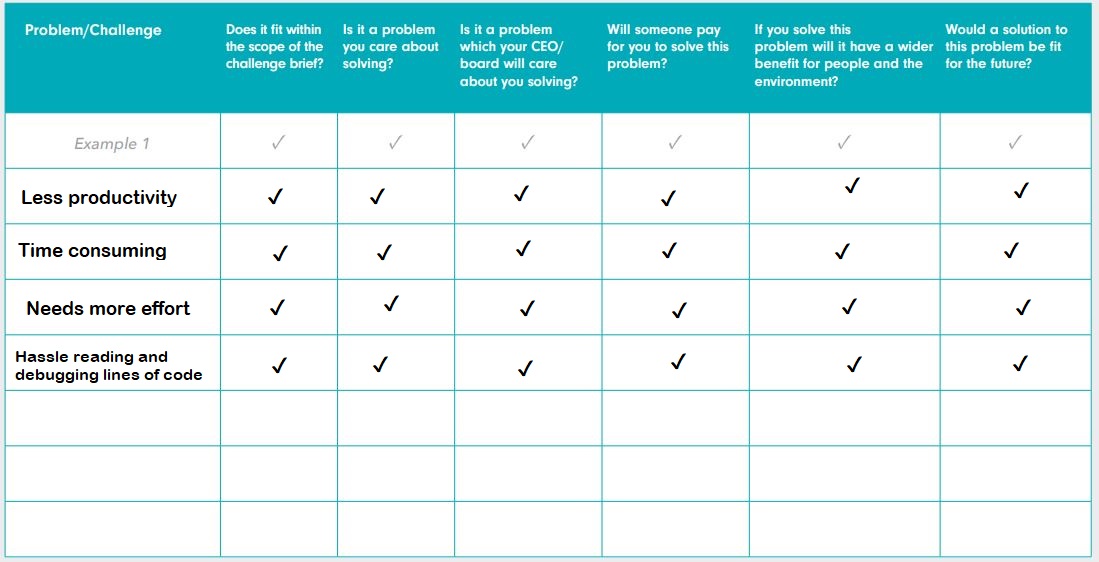 Problem/Challenge
Does it fit within
the scope of the
challenge brief?
Is it a problem
you care about
solving?
Is it a problem
which your CEO/
board will care
about you solving?
Will someone pay
for you to solve this
problem?
If you solve this
problem will it have a wider
benefit for people and the
environment?
Would a solution to
this problem be fit
for the future?
Example 1 ✓ ✓ ✓ ✓ ✓ ✓
Less productivity ✓ ✓ ✓ ✓ ✓ ✓
Time consuming ✓ ✓ ✓ ✓ ✓ ✓
Needs more effort ✓ ✓ ✓ ✓ ✓ ✓
Hassle reading and
debugging lines of code ✓ ✓ ✓ ✓ ✓ ✓